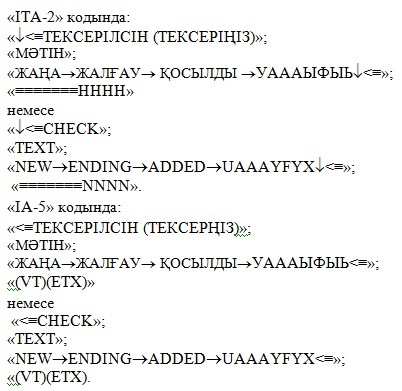 «ITA-2» кодында:
«↓<≡ТЕКСЕРІЛСІН (ТЕКСЕРІҢІЗ)»;
«МӘТІН»;
«ЖАҢА→ЖАЛҒАУ→ ҚОСЫЛДЫ →УАААЫФЫЬ↓<≡»;
«≡≡≡≡≡≡≡НННН»
немесе
«↓<≡CHECK»;
«TEXT»;
«NEW→ENDING→ADDED→UAAAYFYX↓<≡»;
«≡≡≡≡≡≡≡NNNN».
«IA-5» кодында:
«<≡ТЕКСЕРІЛСІН (ТЕКСЕРҢІЗ)»;
«МӘТІН»;
«ЖАҢА→ЖАЛҒАУ→ ҚОСЫЛДЫ→УАААЫФЫЬ<≡»;
«(VT)(ETX)»
немесе
«<≡CHECK»;
«TEXT»;
«NEW→ENDING→ADDED→UAAAYFYX<≡»;
«(VT)(ETX).